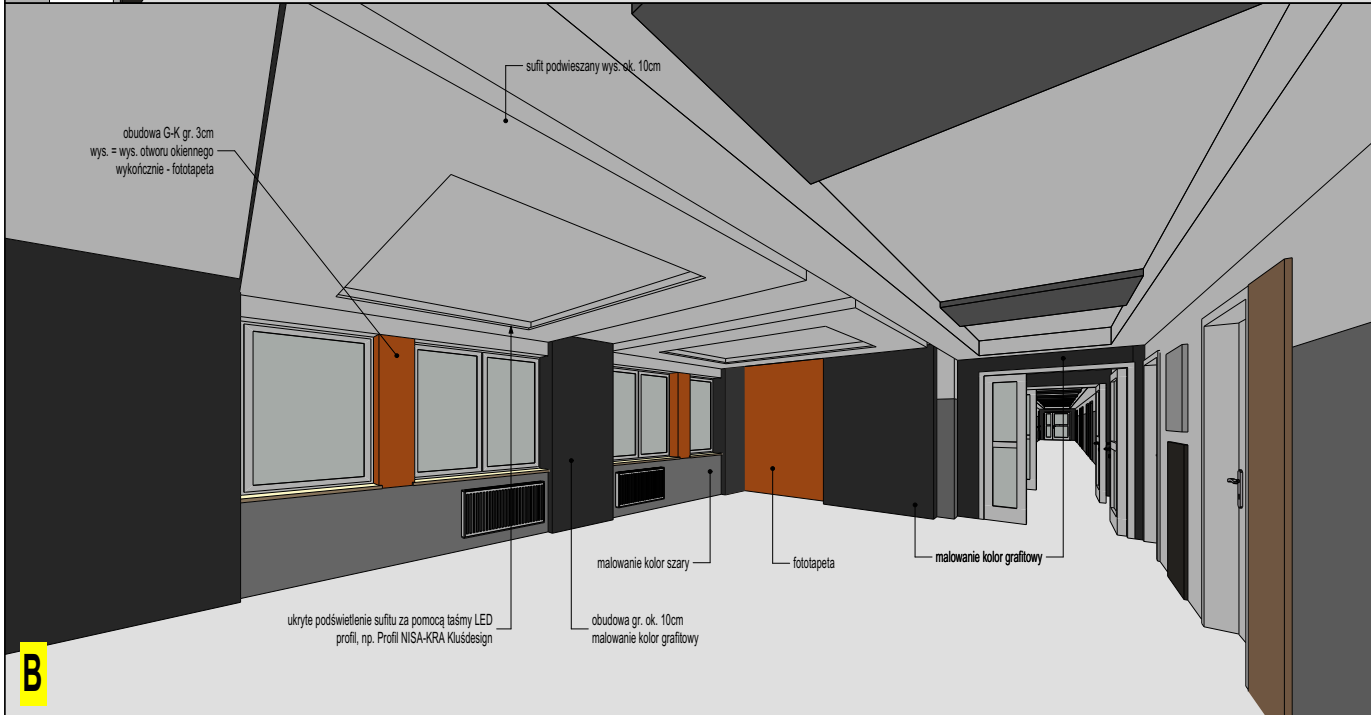 sufit podwieszany wys. ok. 10cm
obudowa G-K gr. 3cm
wys. = wys. otworu okiennego
wykończnie - fototapeta
malowanie kolor szary
fototapeta
malowanie kolor grafitowy
ukryte podświetlenie sufitu za pomocą taśmy LED
profil, np. Profil NISA-KRA Kluśdesign
obudowa gr. ok. 10cm
malowanie kolor grafitowy
B